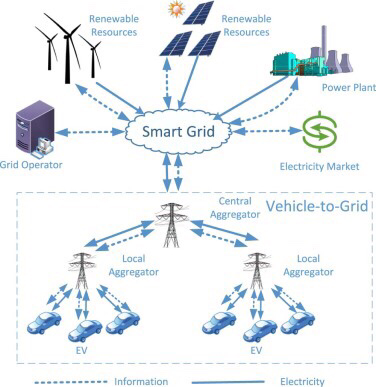 Renewable
Resources
Renewable
Resources
Power Plant
Smart Grid
Grid Operator
Electricity Market
Central
Aggregator
Vehicle-to-Grid
Local
Aggregator
Local
Aggregator
EV
EV
Information
Electricity